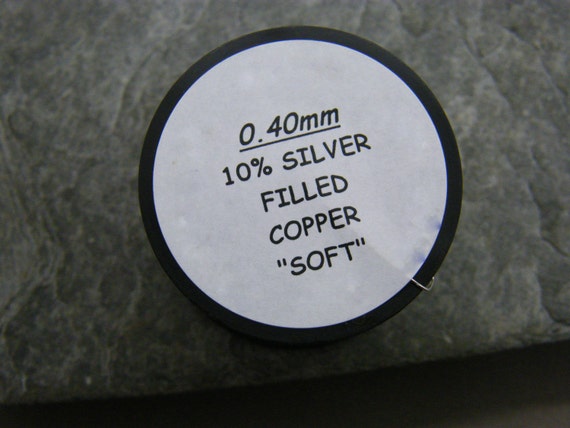 0.40mm
10% SILVER
FILLED
COPPER
"SOFT"